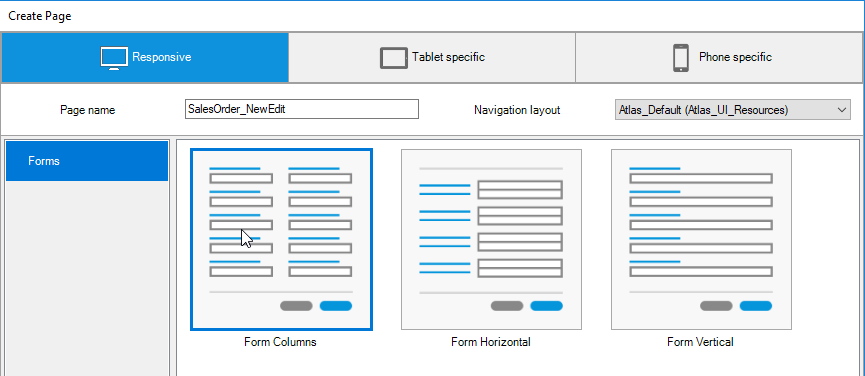 Create Page
Responsive
Tablet specific
Phone specific
Page name
SalesOrder_NewEdit
Navigation layout
Atlas_Default (Atlas_UI_Resources)
Forms
Form Columns
Form Horizontal
Form Vertical